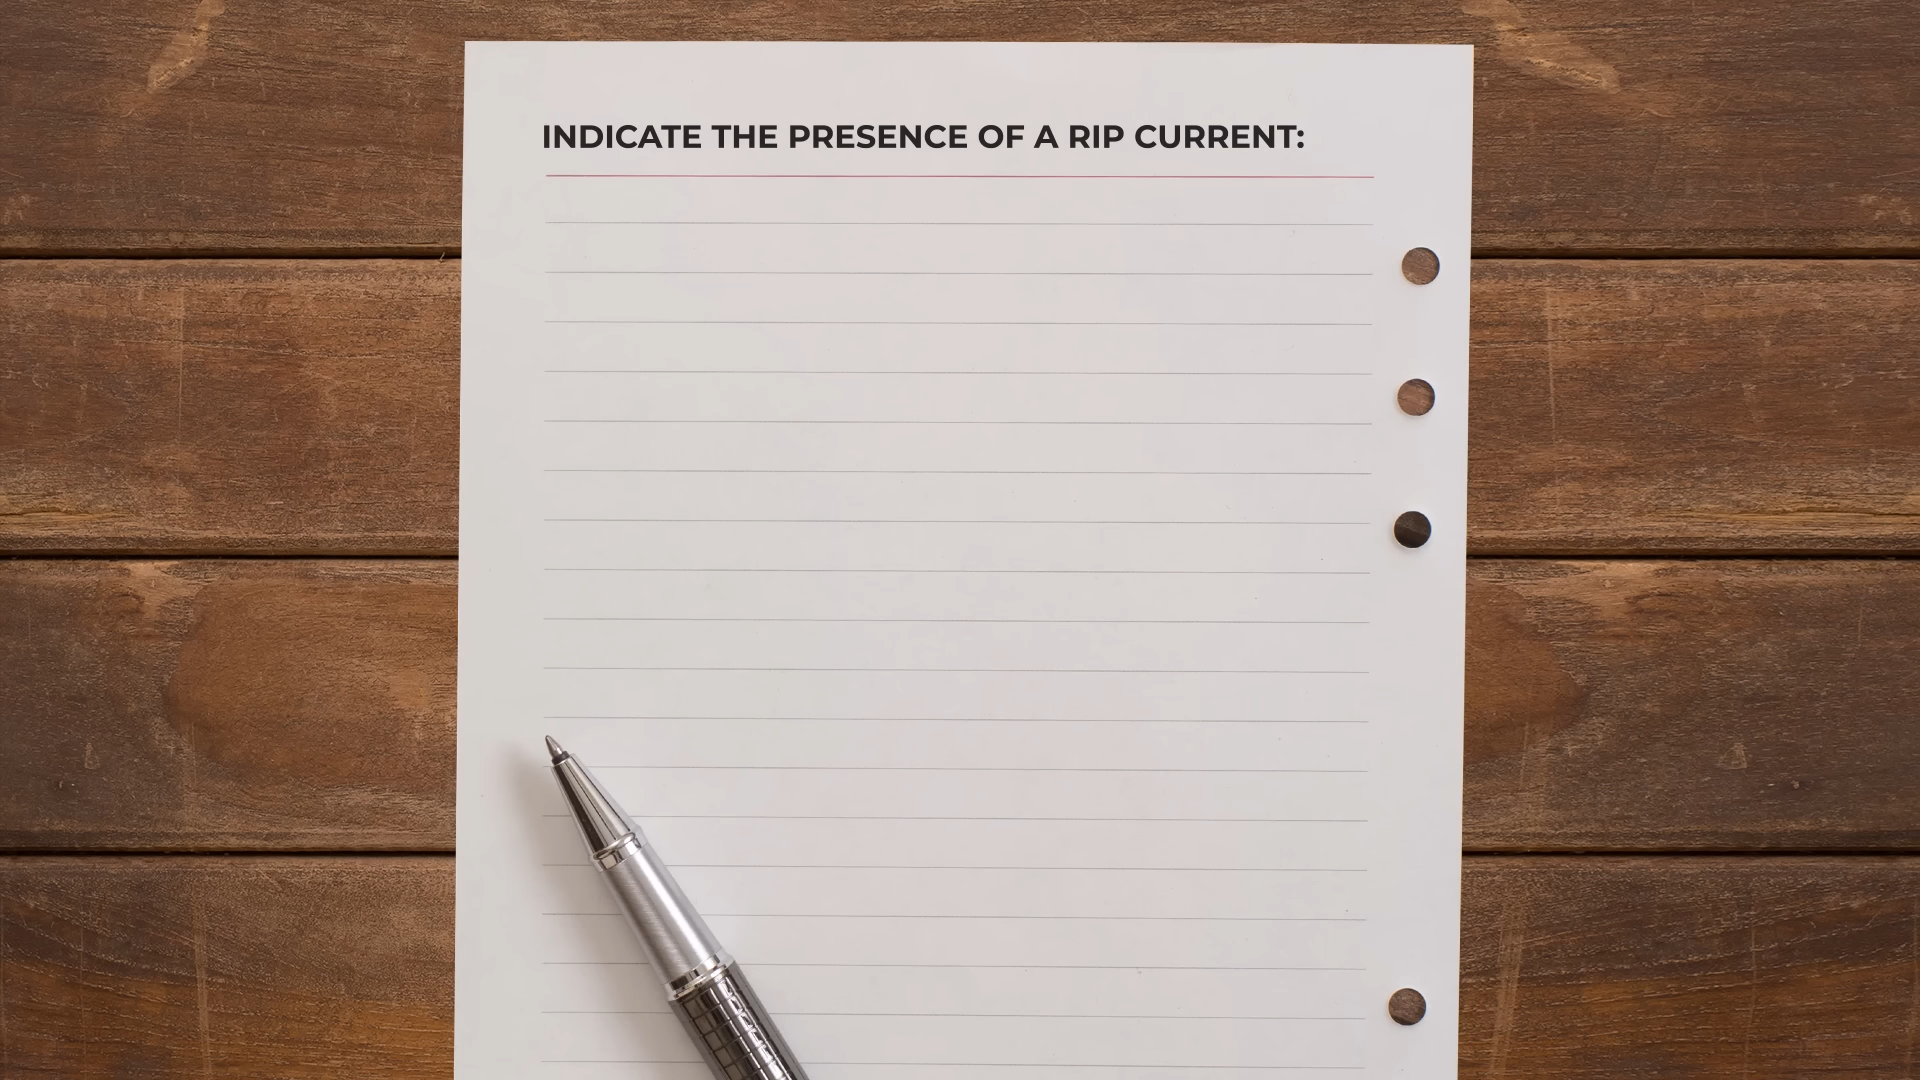 INDICATE THE PRESENCE OF A RIP CURRENT: